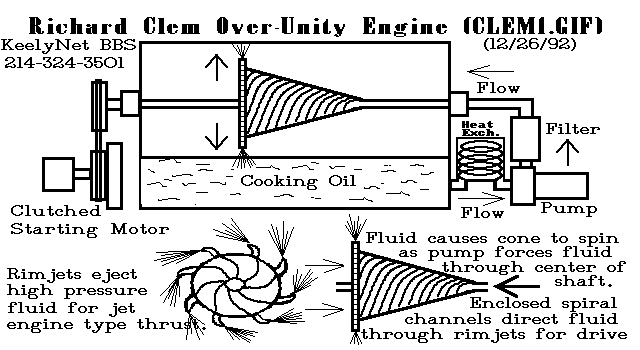 Richard Clem Over-Unity Engine (CLEM1.GIF)
KeelyNet BBS
214-324-3501
(12/26/92)
Flow
Heat
Exch.
Filter
Cooking Oil
Flow
Pump
Clutched
Starting Motor
Rimjets eject
high pressure
fluid for jet
engine type thrust.
Fluid causes cone to spin
as pump forces fluid
through center of
shaft.
Enclosed spiral
channels direct fluid
through rimjets for drive